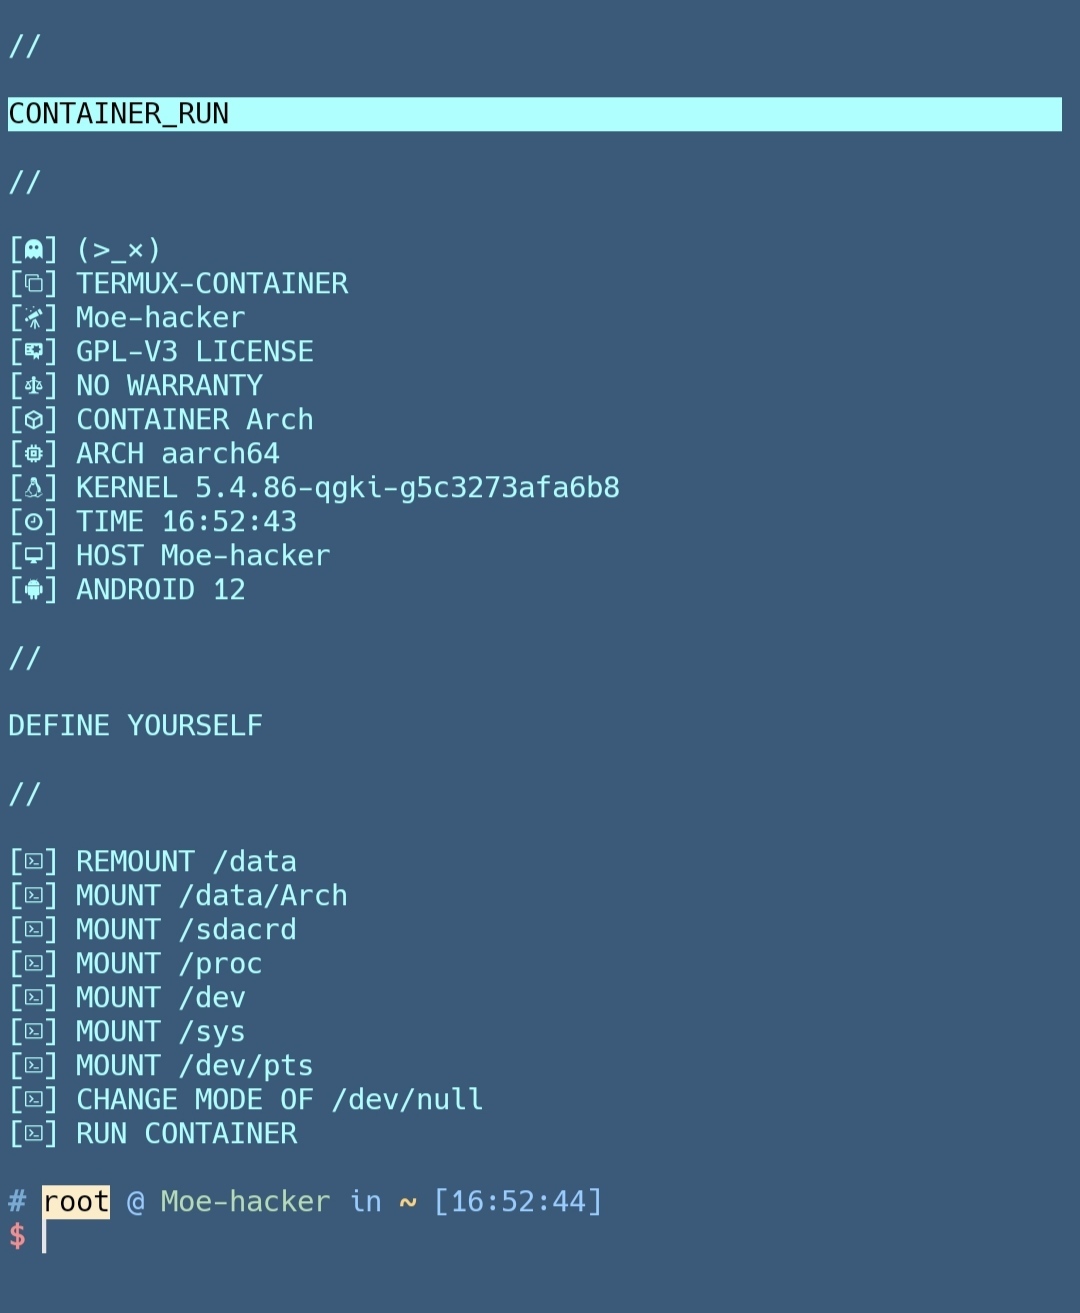 //
CONTAINER_RUN
//
[] (>_×)
[] TERMUX-CONTAINER
[] Moe-hacker
[] GPL-V3 LICENSE
[] NO WARRANTY
[] CONTAINER Arch
[] ARCH aarch64
[] KERNEL 5.4.86-qgki-g5c3273afa6b8
[] TIME 16:52:43
[] HOST Moe-hacker
[] ANDROID 12
//
DEFINE YOURSELF
//
[] REMOUNT /data
[] MOUNT /data/Arch
[] MOUNT /sdacrd
[] MOUNT /proc
[] MOUNT /dev
[] MOUNT /sys
[] MOUNT /dev/pts
[] CHANGE MODE OF /dev/null
[] RUN CONTAINER
# root @ Moe-hacker in ~ [16:52:44]
$